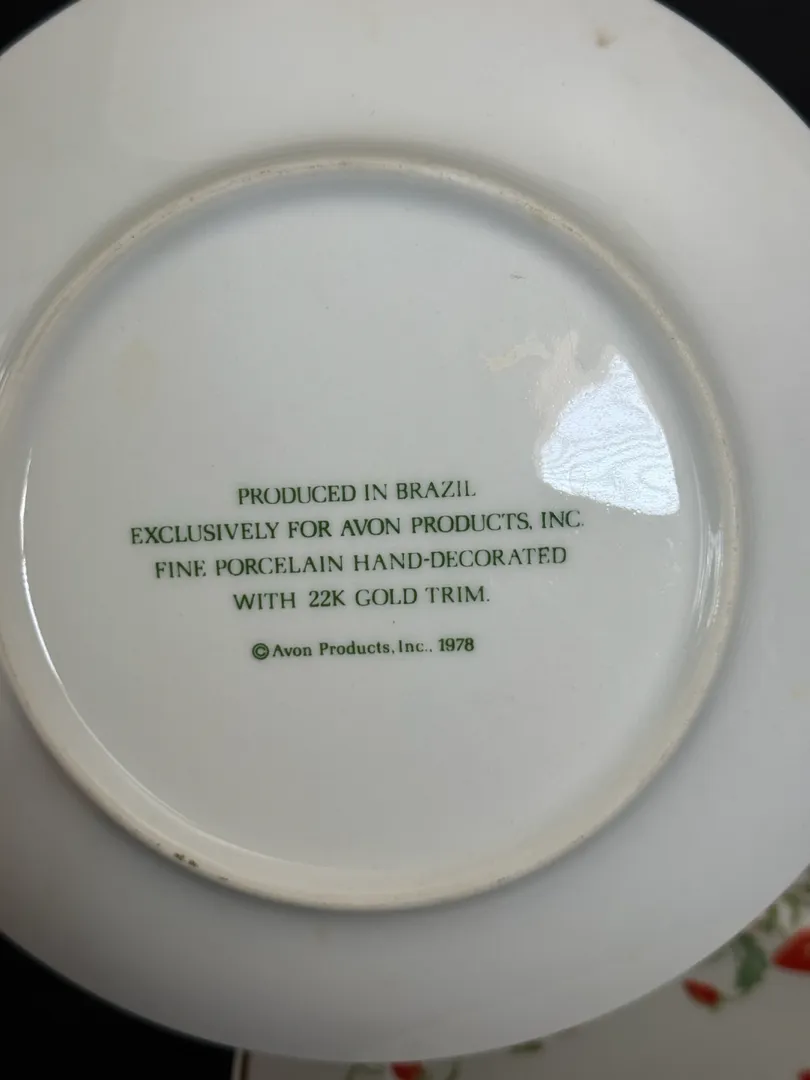 PRODUCED IN BRAZIL
EXCLUSIVELY FOR AVON PRODUCTS, INC.
FINE PORCELAIN HAND-DECORATED
WITH 22K GOLD TRIM.
©Avon Products, Inc., 1978